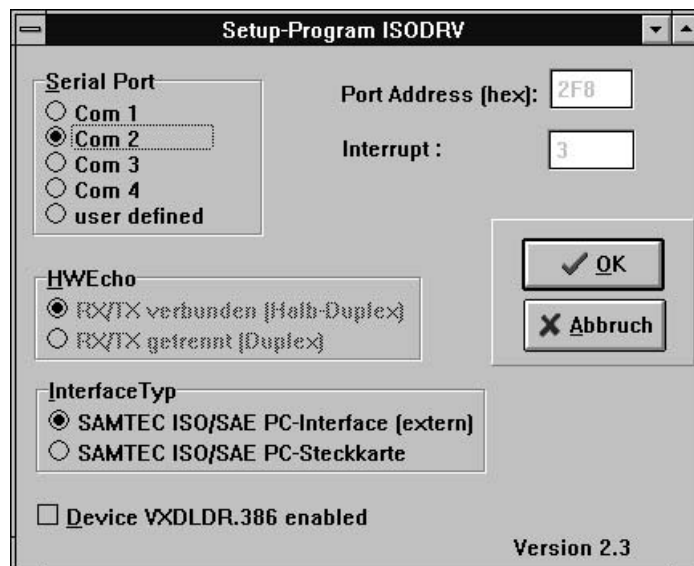 Setup-Program ISODRV
Serial Port
Com 1
Com 2
Com 3
Com 4
user defined
Port Address (hex): 2F8
Interrupt : 3
HWEcho
RX/TX verbunden (Halb-Duplex)
RX/TX getrennt (Duplex)
OK
Abbruch
InterfaceTyp
SAMTEC ISO/SAE PC-Interface (extern)
SAMTEC ISO/SAE PC-Steckkarte
Device VXDLDR.386 enabled
Version 2.3